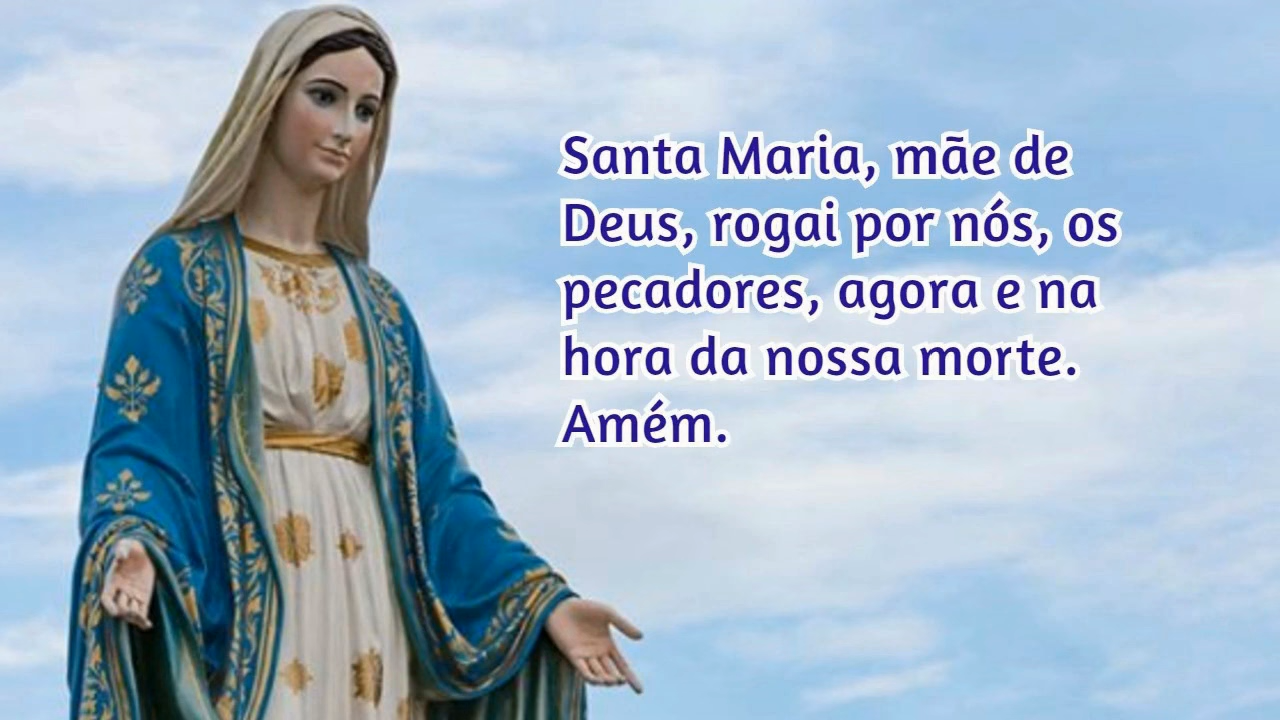 Santa Maria, mãe de
Deus, rogai por nós, os
pecadores, agora e na
hora da nossa morte.
Amém.